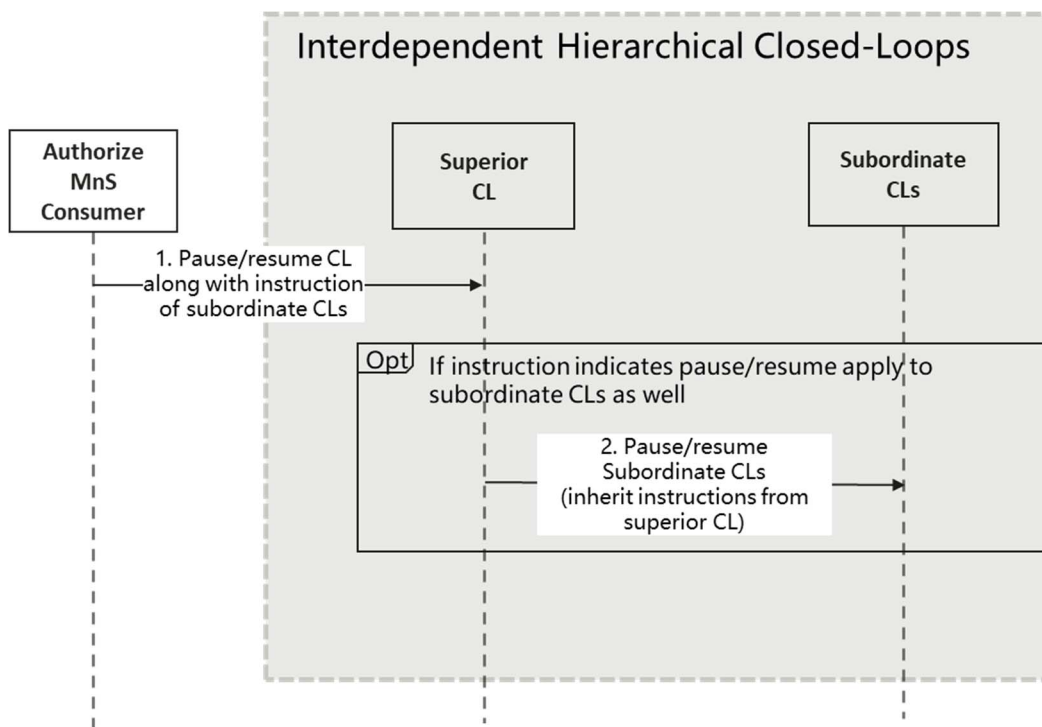 Interdependent Hierarchical Closed-Loops
Authorize
MnS
Consumer
Superior
CL
Subordinate
CLs
1. Pause/resume CL
along with instruction
of subordinate CLs
Opt
If instruction indicates pause/resume apply to
subordinate CLs as well
2. Pause/resume
Subordinate CLs
(inherit instructions from
superior CL)